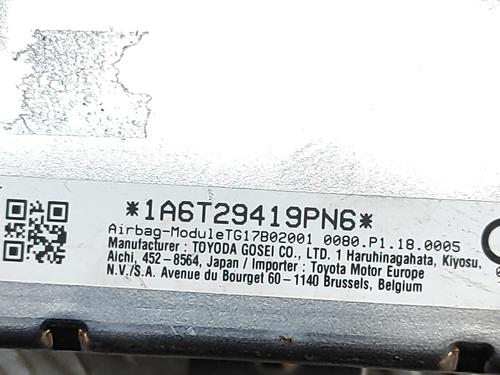 *1A6T29419PN6*
Airbag-ModuleTG17B02001 0080.P1.18.0005
Manufacturer : TOYODA GOSEI CO., LTD. 1 Haruhinagahata, Kiyosu,
Aichi, 452-8564, Japan / Importer : Toyota Motor Europe
N.V./S.A. Avenue du Bourget 60-1140 Brussels, Belgium